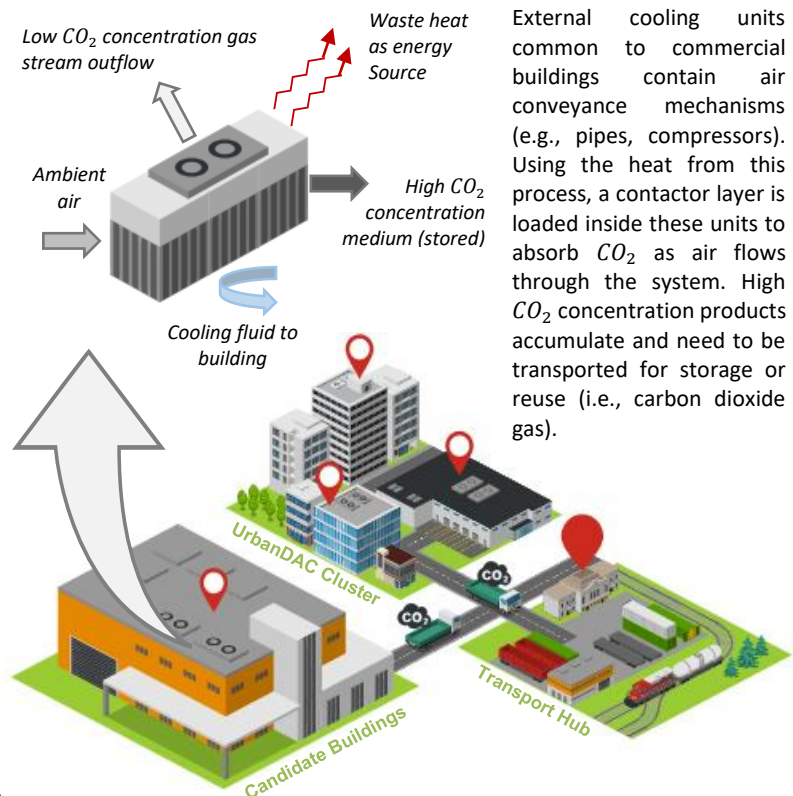 Low CO₂ concentration gas
stream outflow
Waste heat
as energy
Source
Ambient
air
High CO₂
concentration
medium (stored)
Cooling fluid to
building
External cooling units
common to commercial
buildings contain air
conveyance mechanisms
(e.g., pipes, compressors).
Using the heat from this
process, a contactor layer is
loaded inside these units to
absorb CO₂ as air flows
through the system. High
CO₂ concentration products
accumulate and need to be
transported for storage or
reuse (i.e., carbon dioxide
gas).
UrbanDAC Cluster
CO₂
CO₂
Transport Hub
Candidate Buildings